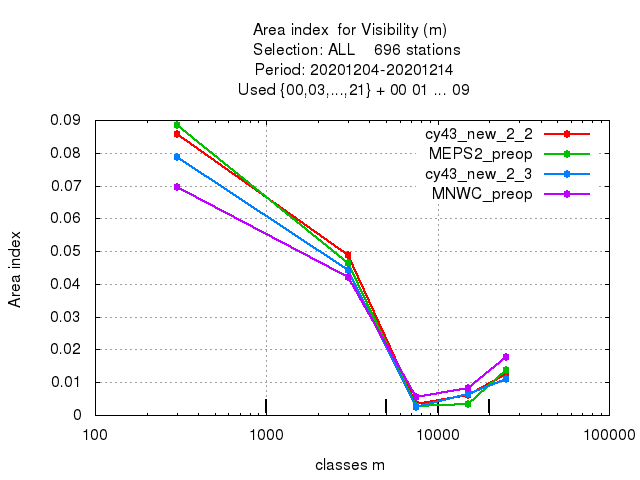 Area index  for Visibility (m)
Selection: ALL    696 stations
Period: 20201204-20201214
Used {00,03,...,21} + 00 01 ... 09
cy43_new_2_2
MEPS2_preop
cy43_new_2_3
MNWC_preop
0.09
0.08
0.07
0.06
0.05
0.04
0.03
0.02
0.01
0
Area index
100 1000 10000 100000
classes m